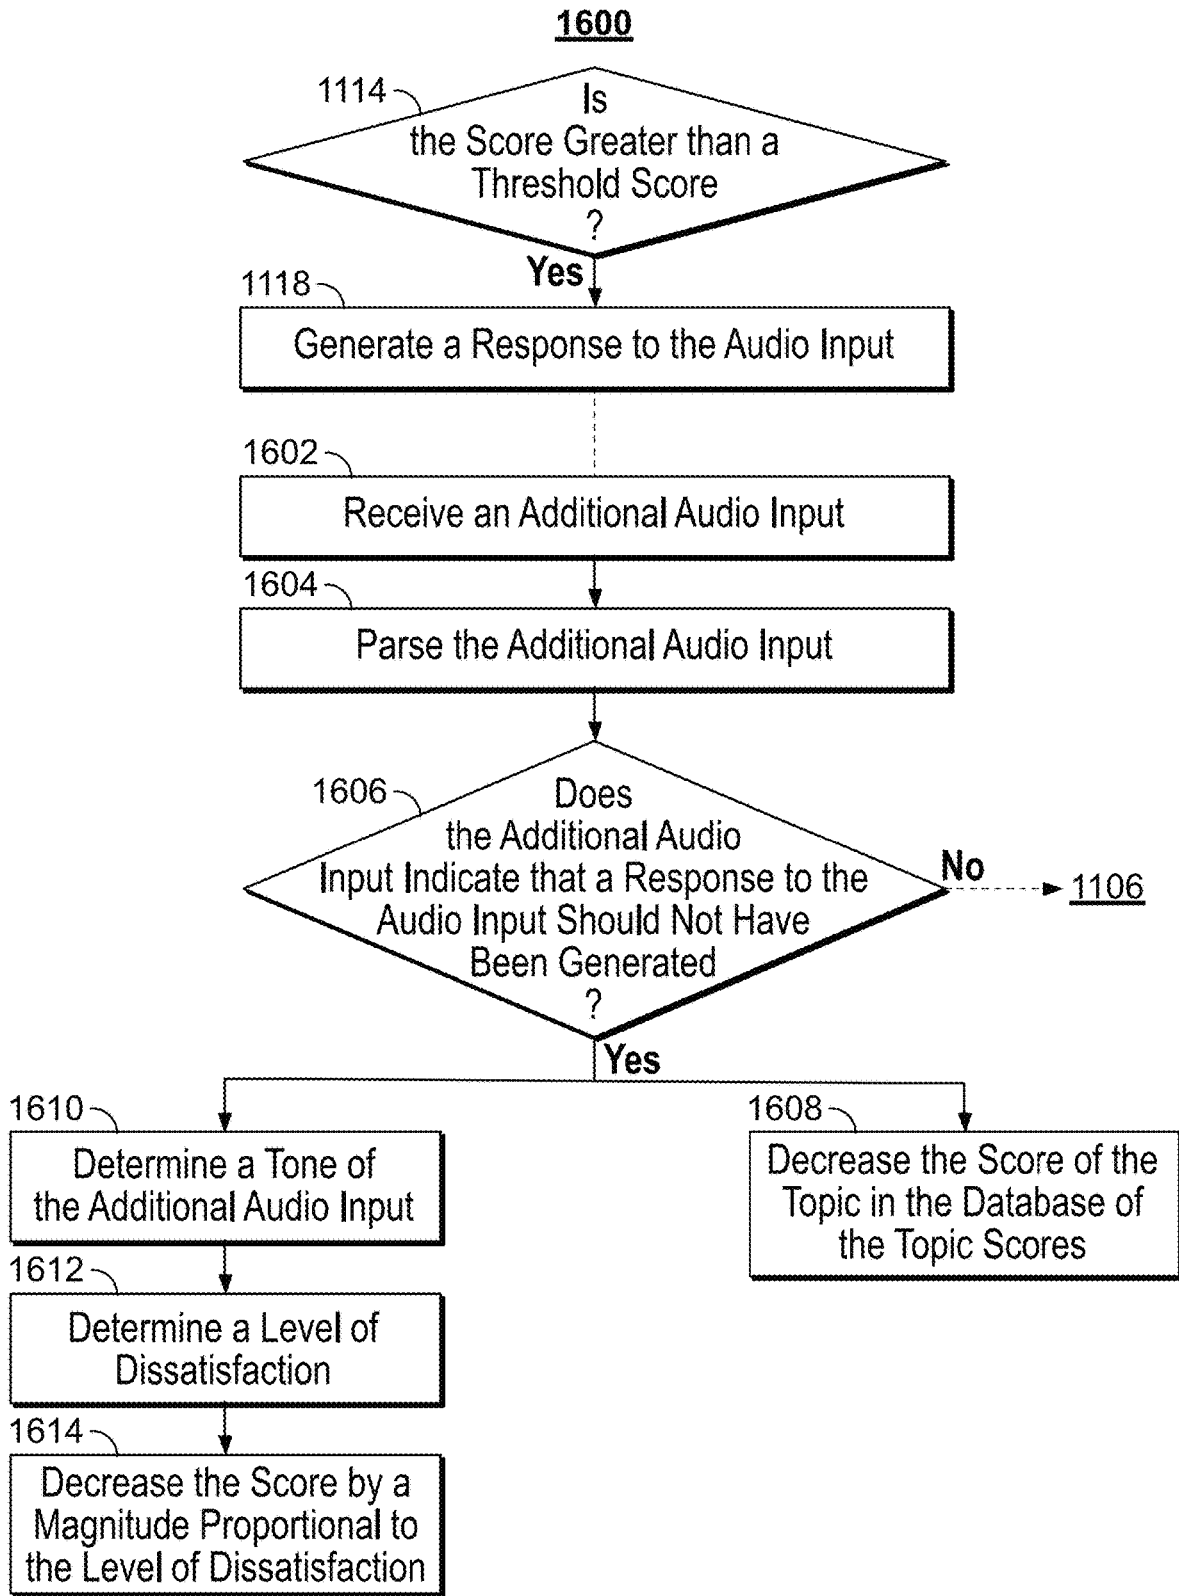 1600
1114
Is
the Score Greater than a
Threshold Score
?
Yes
1118
Generate a Response to the Audio Input
1602
Receive an Additional Audio Input
1604
Parse the Additional Audio Input
1606
Does
the Additional Audio
Input Indicate that a Response to the
Audio Input Should Not Have
Been Generated
?
No
1106
Yes
1610
Determine a Tone of
the Additional Audio Input
1608
Decrease the Score of the
Topic in the Database of
the Topic Scores
1612
Determine a Level of
Dissatisfaction
1614
Decrease the Score by a
Magnitude Proportional to
the Level of Dissatisfaction